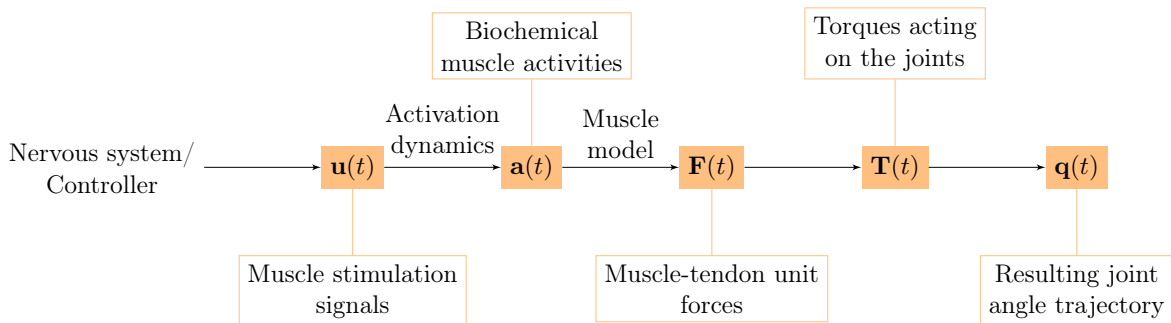 Biochemical
muscle activities
Torques acting
on the joints
Activation
dynamics
Muscle
model
Nervous system/
Controller
u(t)
a(t)
F(t)
T(t)
q(t)
Muscle stimulation
signals
Muscle-tendon unit
forces
Resulting joint
angle trajectory